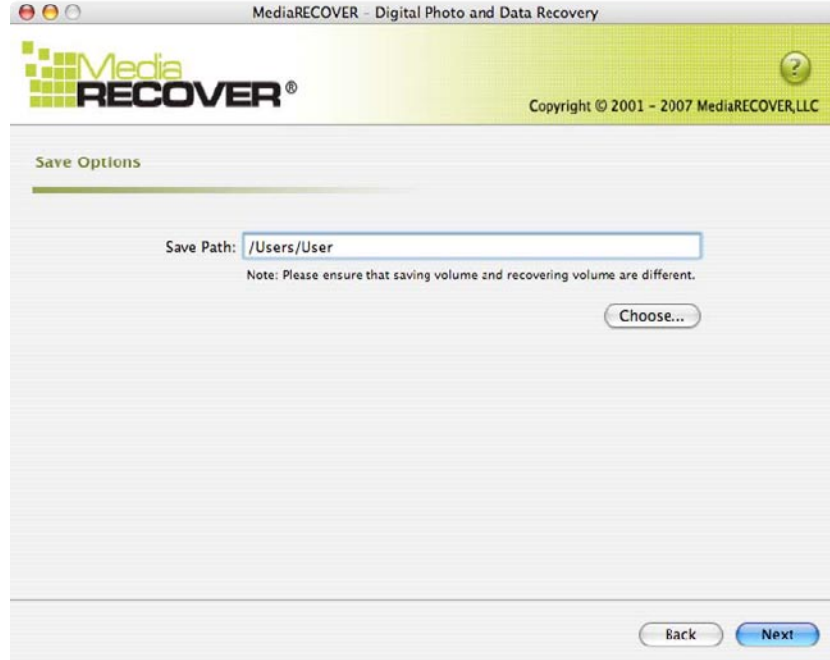 MediaRECOVER - Digital Photo and Data Recovery
Media
RECOVER®
?
Copyright © 2001 - 2007 MediaRECOVER,LLC
Save Options
Save Path: /Users/User
Note: Please ensure that saving volume and recovering volume are different.
Choose...
Back Next